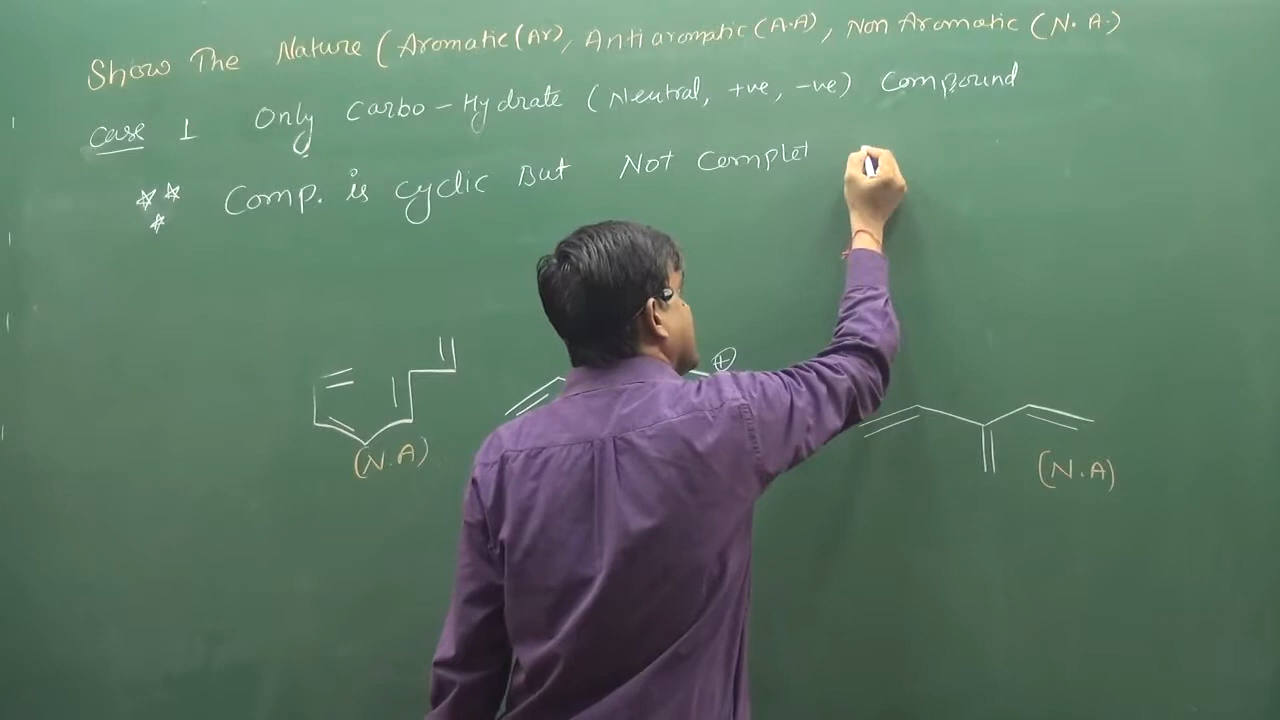 Show The Nature (Aromatic(Ar), Antiaromatic(A.A), Non Aromatic (N.A)
Case 1 Only Carbo-Hydrate (Neutral, +ve, -ve) Compound
Comp. is cyclic But Not Complet
+
(N.A)
(N.A)